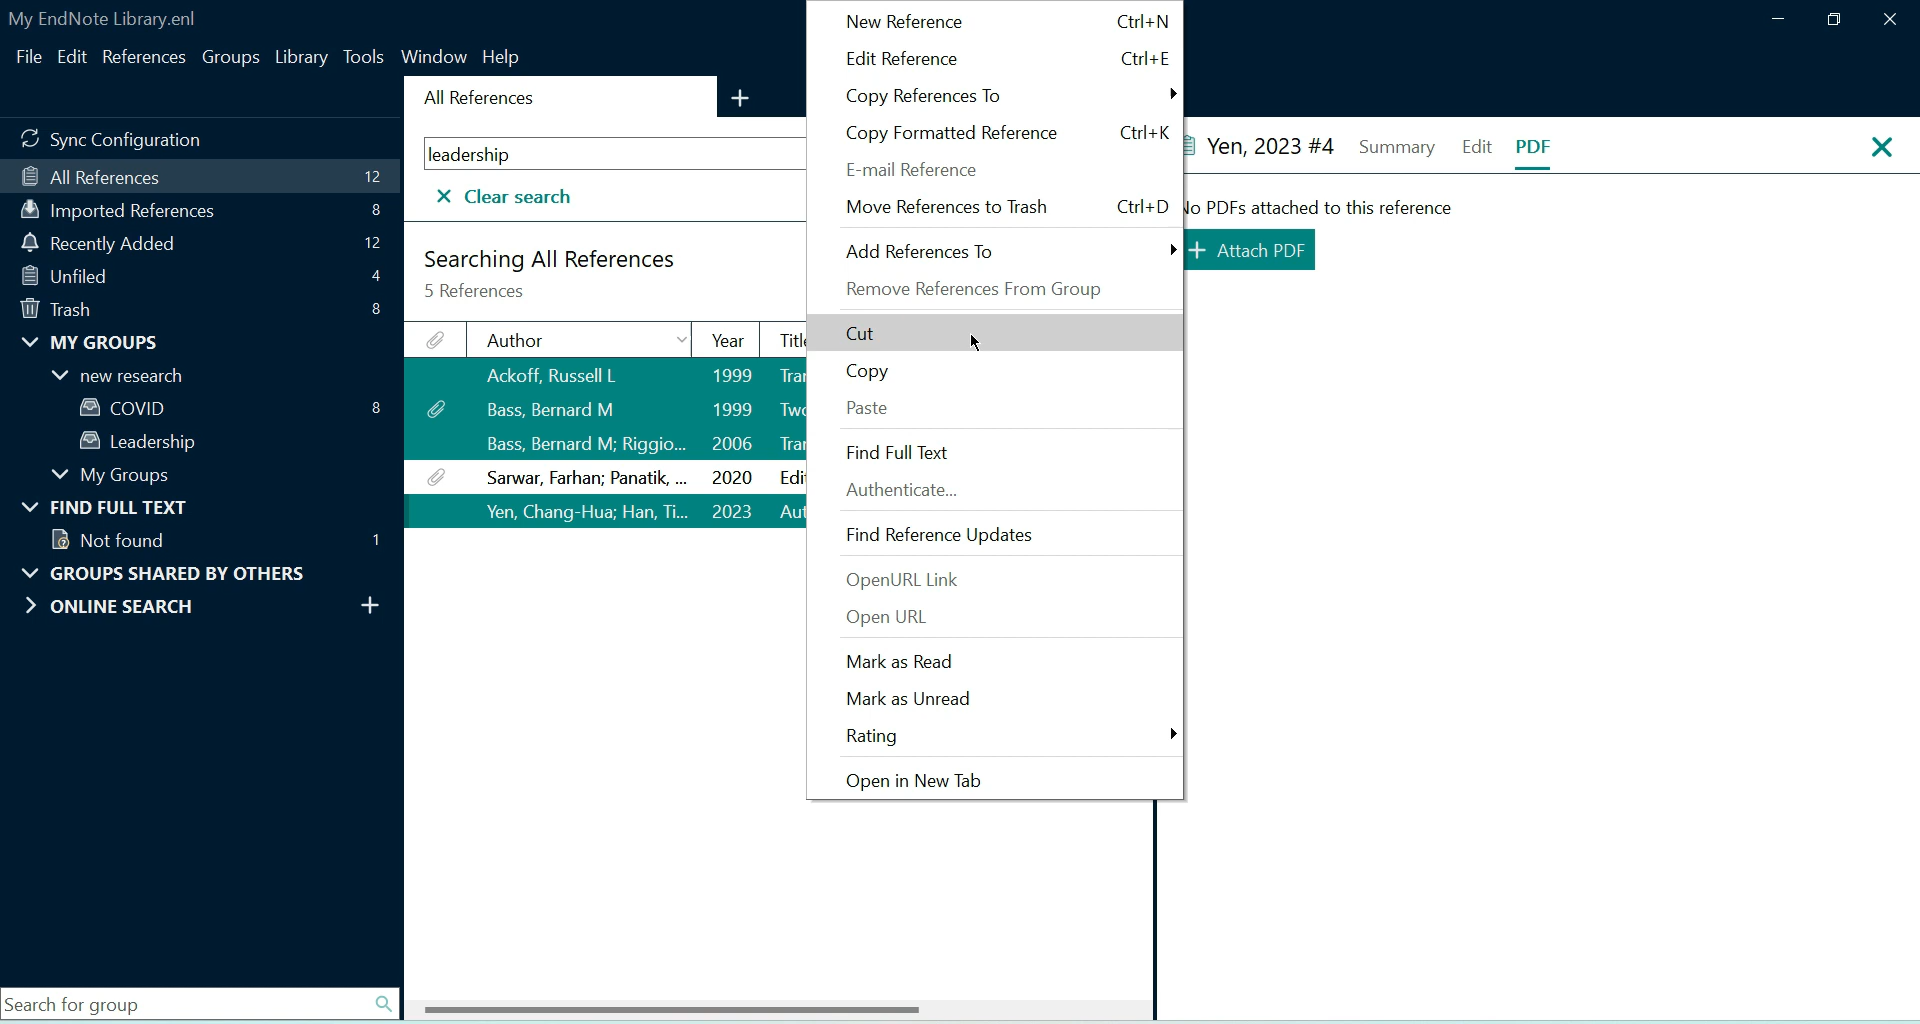 My EndNote Library.enl
File Edit References Groups Library Tools Window Help
Sync Configuration
All References 12
Imported References 8
Recently Added 12
Unfiled 4
Trash 8
MY GROUPS
new research
COVID 8
Leadership
My Groups
FIND FULL TEXT
Not found 1
GROUPS SHARED BY OTHERS
ONLINE SEARCH +
Search for group
All References +
leadership
Clear search
Searching All References
5 References
Author Year
Ackoff, Russell L 1999
Bass, Bernard M 1999
Bass, Bernard M; Riggio... 2006
Sarwar, Farhan; Panatik, ... 2020
Yen, Chang-Hua; Han, Ti... 2023
New Reference Ctrl+N
Edit Reference Ctrl+E
Copy References To
Copy Formatted Reference Ctrl+K
E-mail Reference
Move References to Trash Ctrl+D
Add References To
Remove References From Group
Cut
Copy
Paste
Find Full Text
Authenticate...
Find Reference Updates
OpenURL Link
Open URL
Mark as Read
Mark as Unread
Rating
Open in New Tab
Yen, 2023 #4 Summary Edit PDF
No PDFs attached to this reference
+ Attach PDF